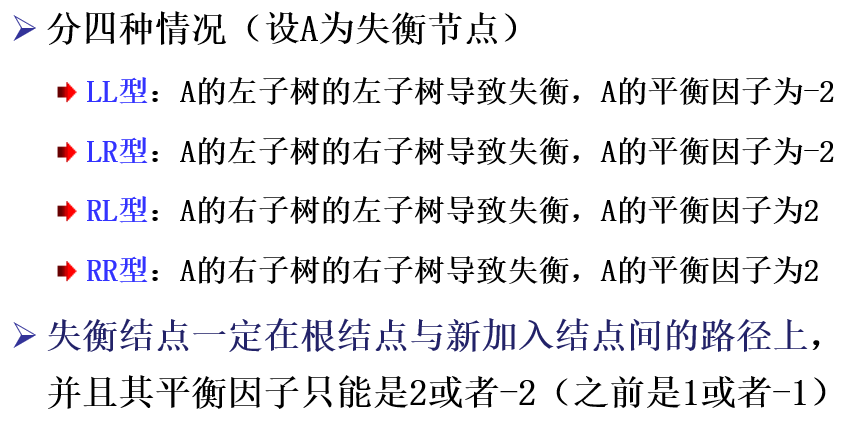 分四种情况（设A为失衡节点）
LL型：A的左子树的左子树导致失衡，A的平衡因子为-2
LR型：A的左子树的右子树导致失衡，A的平衡因子为-2
RL型：A的右子树的左子树导致失衡，A的平衡因子为2
RR型：A的右子树的右子树导致失衡，A的平衡因子为2
失衡结点一定在根结点与新加入结点间的路径上，
并且其平衡因子只能是2或者-2（之前是1或者-1）